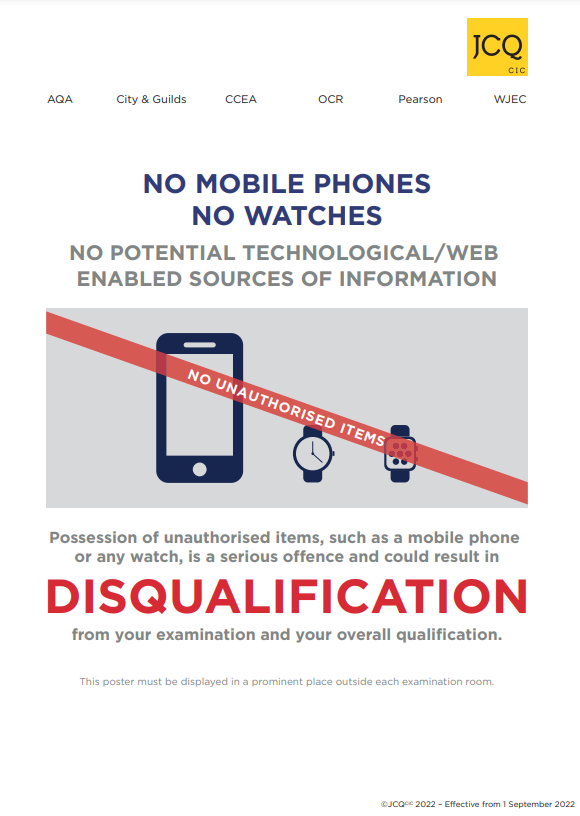 JCQ
CIC
AQA City & Guilds CCEA OCR Pearson WJEC
NO MOBILE PHONES
NO WATCHES
NO POTENTIAL TECHNOLOGICAL/WEB
ENABLED SOURCES OF INFORMATION
NO UNAUTHORISED ITEMS
Possession of unauthorised items, such as a mobile phone
or any watch, is a serious offence and could result in
DISQUALIFICATION
from your examination and your overall qualification.
This poster must be displayed in a prominent place outside each examination room.
©JCQᶜᴵᶜ 2022 – Effective from 1 September 2022